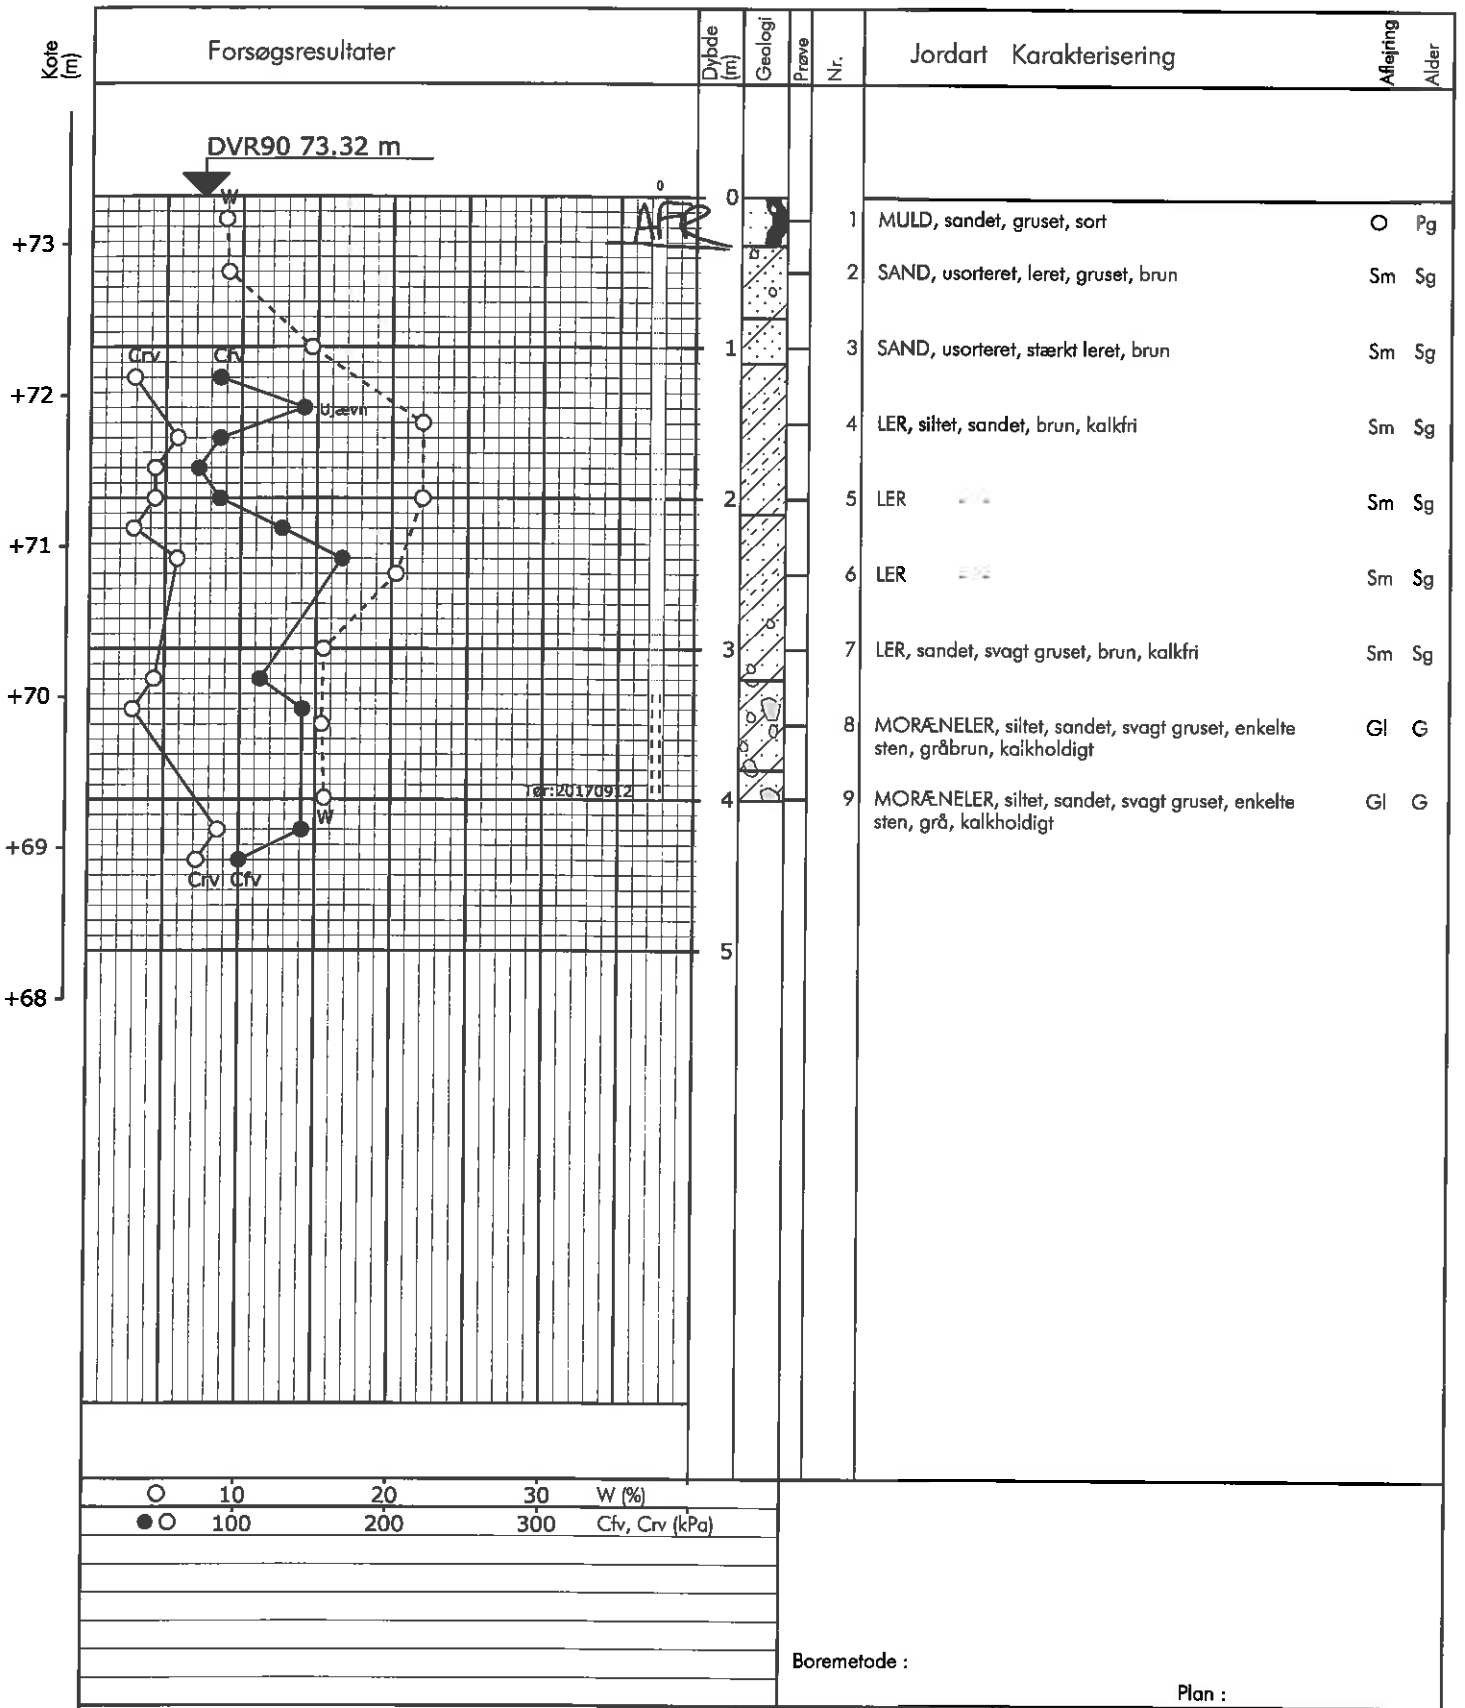 Kote (m)
Forsøgsresultater
Dybde (m)
Geologi
Prøve
Nr.
Jordart Karakterisering
Aflejring
Alder
DVR90 73.32 m
W
0
AFR
0
+73
1 MULD, sandet, gruset, sort O Pg
2 SAND, usorteret, leret, gruset, brun Sm Sg
Crv Cfv
1
3 SAND, usorteret, stærkt leret, brun Sm Sg
+72
Ujævn
4 LER, siltet, sandet, brun, kalkfri Sm Sg
2
5 LER Sm Sg
+71
6 LER Sm Sg
3
7 LER, sandet, svagt gruset, brun, kalkfri Sm Sg
+70
8 MORÆNELER, siltet, sandet, svagt gruset, enkelte Gl G
sten, gråbrun, kalkholdigt
Tør:20170912
4
9 MORÆNELER, siltet, sandet, svagt gruset, enkelte Gl G
sten, grå, kalkholdigt
W
+69
Crv Cfv
5
+68
10 20 30 W (%)
100 200 300 Cfv, Crv (kPa)
Boremetode :
Plan :